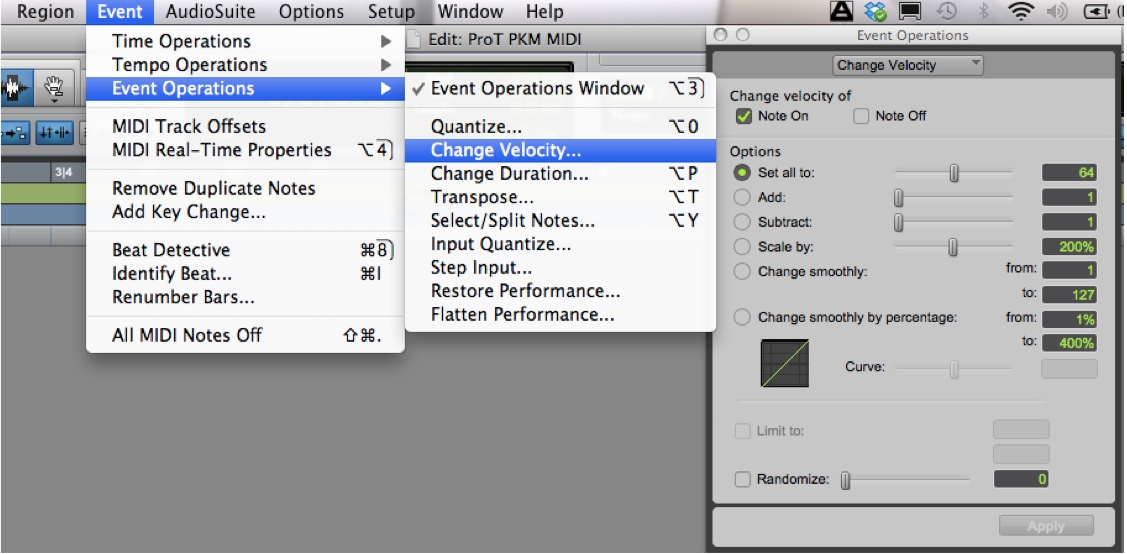 Region Event AudioSuite Options Setup Window Help
Edit: ProT PKM MIDI
Time Operations
Tempo Operations
Event Operations
MIDI Track Offsets
MIDI Real-Time Properties ⌥4)
Remove Duplicate Notes
Add Key Change...
Beat Detective ⌘8)
Identify Beat... ⌘I
Renumber Bars...
All MIDI Notes Off ⇧⌘.
3|4
✓ Event Operations Window ⌥3)
Quantize... ⌥0
Change Velocity...
Change Duration... ⌥P
Transpose... ⌥T
Select/Split Notes... ⌥Y
Input Quantize...
Step Input...
Restore Performance...
Flatten Performance...
Event Operations
Change Velocity
Change velocity of
Note On Note Off
Options
Set all to: 64
Add: 1
Subtract: 1
Scale by: 200%
Change smoothly: from: 1
to: 127
Change smoothly by percentage: from: 1%
to: 400%
Curve:
Limit to:
Randomize: 0
Apply